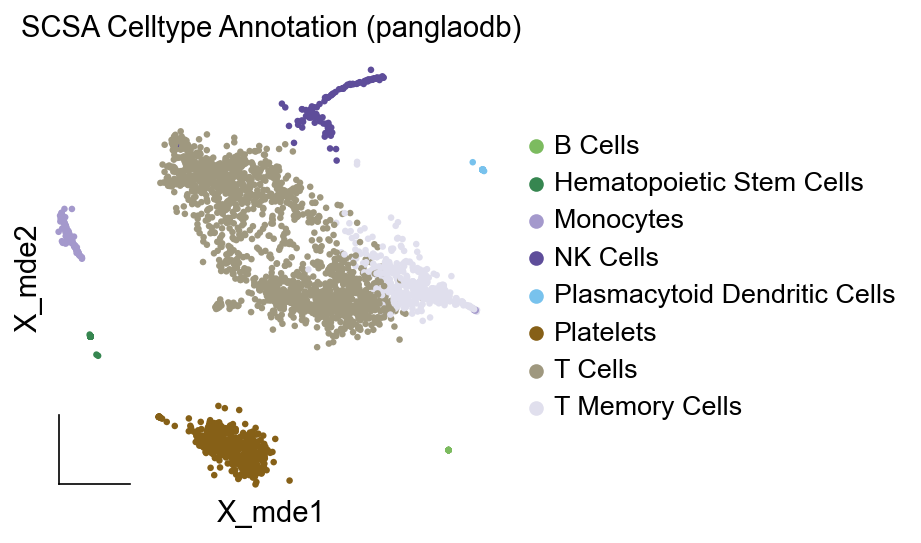 SCSA Celltype Annotation (panglaodb)
B Cells
Hematopoietic Stem Cells
Monocytes
NK Cells
Plasmacytoid Dendritic Cells
Platelets
T Cells
T Memory Cells
X_mde2
X_mde1